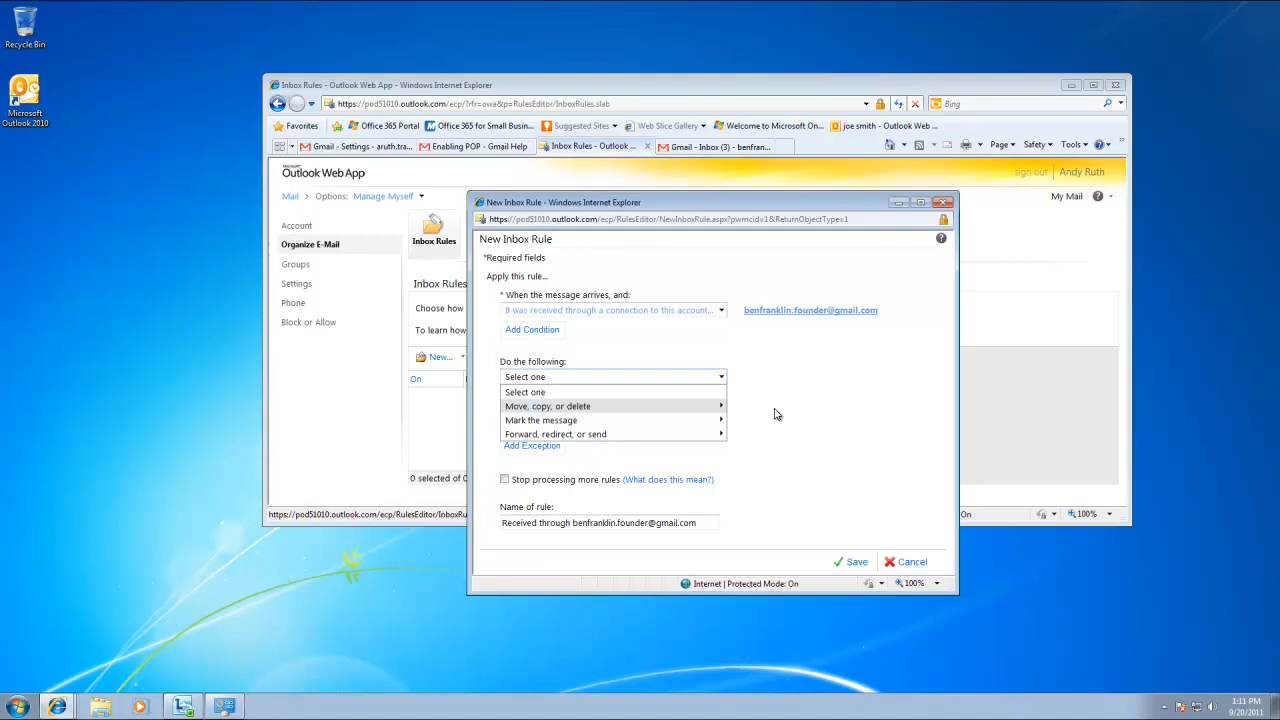 Recycle Bin
Microsoft
Outlook 2010
Inbox Rules - Outlook Web App - Windows Internet Explorer
https://pod51010.outlook.com/ecp/?rfr=owa&p=RulesEditor/InboxRules.slab
Bing
Favorites
Office 365 Portal
Office 365 for Small Busin...
Suggested Sites
Web Slice Gallery
Welcome to Microsoft On...
joe smith - Outlook Web ...
Gmail - Settings - aruth.tra...
Enabling POP - Gmail Help
Inbox Rules - Outlook ...
Gmail - Inbox (3) - benfran...
Page
Safety
Tools
Microsoft
Outlook Web App
sign out
Andy Ruth
Mail > Options: Manage Myself
My Mail
Account
Organize E-Mail
Groups
Settings
Phone
Block or Allow
Inbox Rules
Inbox Rules
Choose how
To learn how
New...
On
0 selected of 0
https://pod51010.outlook.com/ecp/RulesEditor/InboxRu
On
100%
New Inbox Rule - Windows Internet Explorer
https://pod51010.outlook.com/ecp/RulesEditor/NewInboxRule.aspx?pwmcid=1&ReturnObjectType=1
New Inbox Rule
*Required fields
Apply this rule...
* When the message arrives, and:
It was received through a connection to this account...
benfranklin.founder@gmail.com
Add Condition
Do the following:
Select one
Select one
Move, copy, or delete
Mark the message
Forward, redirect, or send
Add Exception
Stop processing more rules (What does this mean?)
Name of rule:
Received through benfranklin.founder@gmail.com
Save
Cancel
Internet | Protected Mode: On
100%
1:11 PM
9/20/2011